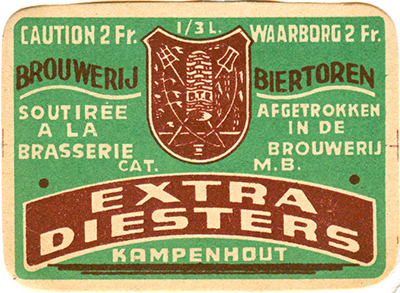 CAUTION 2 Fr. 1/3 L. WAARBORG 2 Fr.
BROUWERIJ BIERTOREN
SOUTIRÉE
A LA
BRASSERIE
AFGETROKKEN
IN DE
BROUWERIJ
CAT. M.B.
EXTRA
DIESTERS
KAMPENHOUT